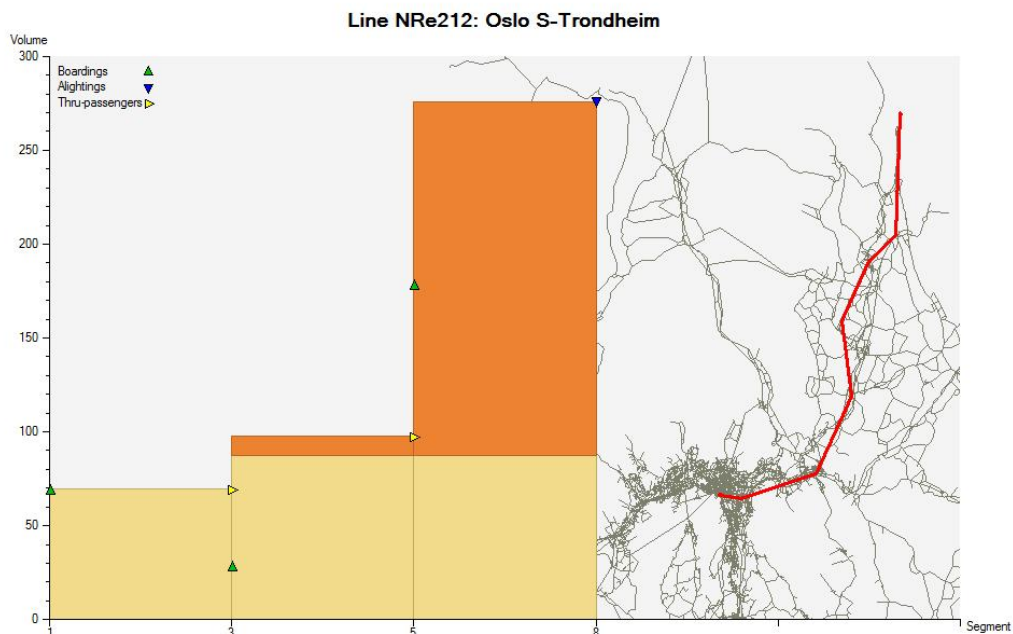 Line NRe212: Oslo S-Trondheim
Volume
300
Boardings
Alightings
Thru-passengers
250
200
150
100
50
0
1 3 5 8 Segment